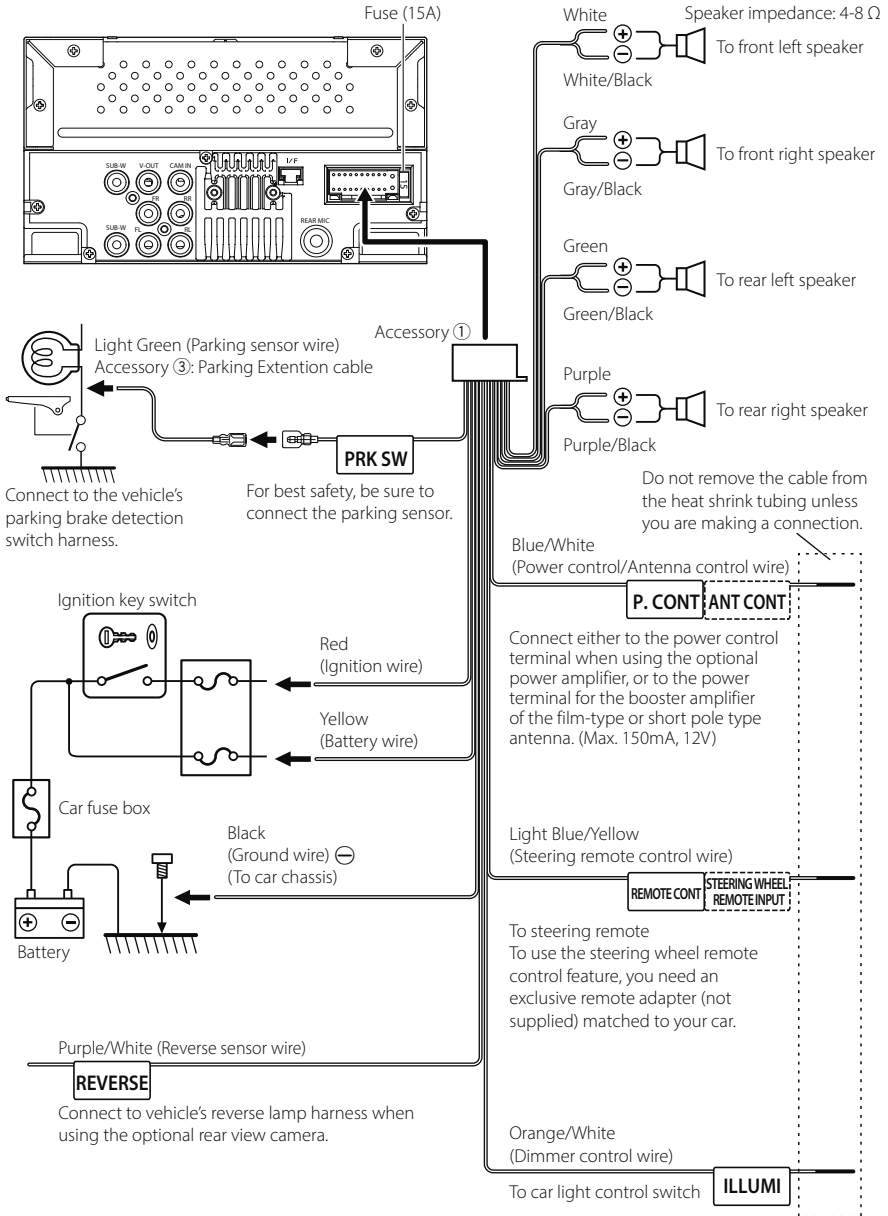 Fuse (15A)
SUB-W
V-OUT
CAM IN
I/F
15
FR
RR
SUB-W
FL
RL
REAR MIC
White
Speaker impedance: 4-8 Ω
To front left speaker
White/Black
Gray
To front right speaker
Gray/Black
Green
To rear left speaker
Green/Black
Purple
To rear right speaker
Purple/Black
Accessory ①
Light Green (Parking sensor wire)
Accessory ③: Parking Extention cable
PRK SW
Connect to the vehicle's
parking brake detection
switch harness.
For best safety, be sure to
connect the parking sensor.
Do not remove the cable from
the heat shrink tubing unless
you are making a connection.
Blue/White
(Power control/Antenna control wire)
P. CONT
ANT CONT
Connect either to the power control
terminal when using the optional
power amplifier, or to the power
terminal for the booster amplifier
of the film-type or short pole type
antenna. (Max. 150mA, 12V)
Ignition key switch
Red
(Ignition wire)
Yellow
(Battery wire)
Car fuse box
Black
(Ground wire) ⊖
(To car chassis)
Battery
Light Blue/Yellow
(Steering remote control wire)
REMOTE CONT
STEERING WHEEL
REMOTE INPUT
To steering remote
To use the steering wheel remote
control feature, you need an
exclusive remote adapter (not
supplied) matched to your car.
Purple/White (Reverse sensor wire)
REVERSE
Connect to vehicle's reverse lamp harness when
using the optional rear view camera.
Orange/White
(Dimmer control wire)
To car light control switch
ILLUMI